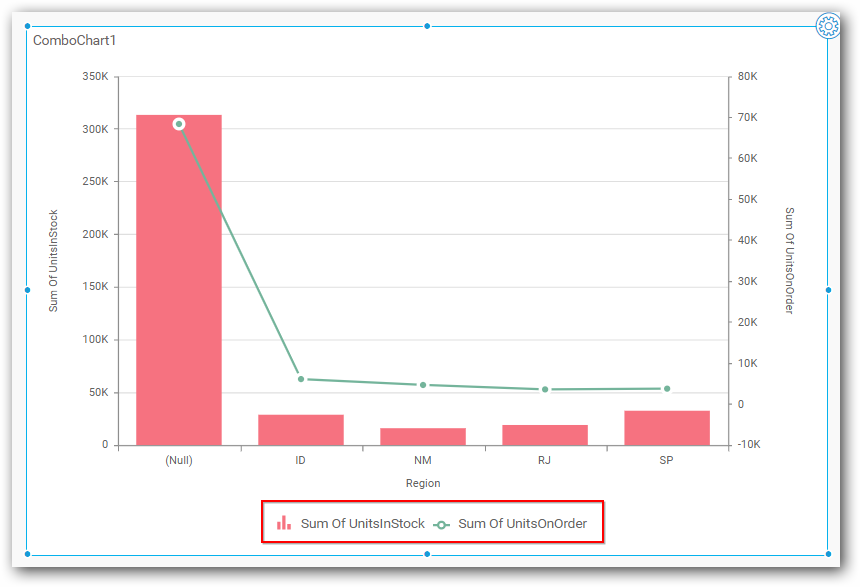 ComboChart1
350K
300K
250K
200K
150K
100K
50K
0
Sum Of UnitsInStock
80K
70K
60K
50K
40K
30K
20K
10K
0
-10K
Sum Of UnitsOnOrder
(Null) ID NM RJ SP
Region
Sum Of UnitsInStock Sum Of UnitsOnOrder